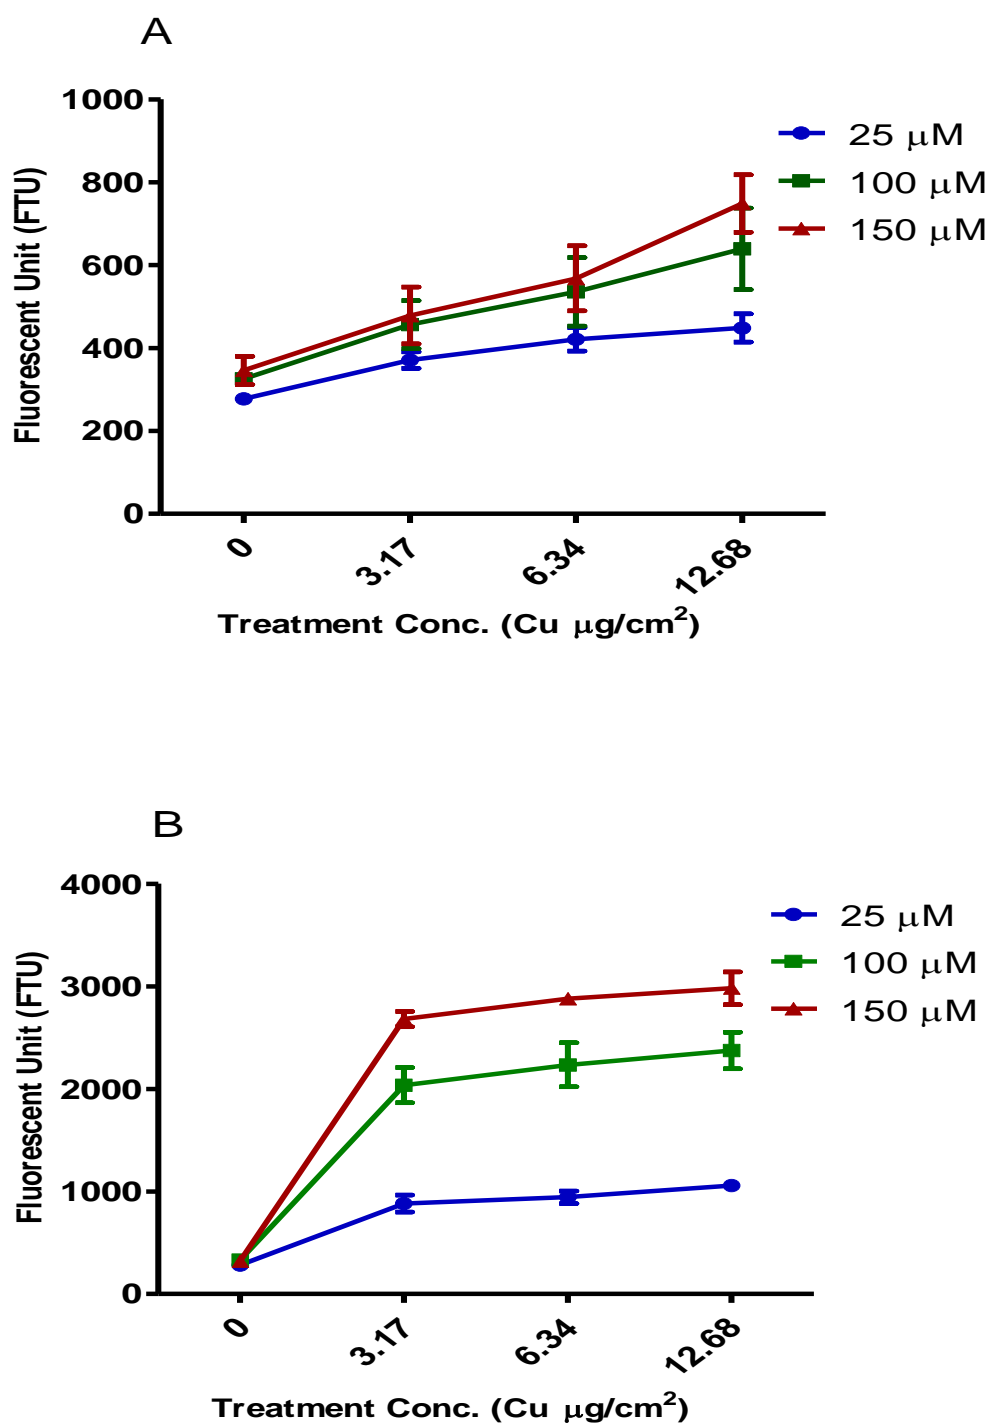 A
1000
800
600
400
200
0
Fluorescent Unit (FTU)
25 μM
100 μM
150 μM
0
3.17
6.34
12.68
Treatment Conc. (Cu μg/cm²)
B
4000
3000
2000
1000
0
Fluorescent Unit (FTU)
25 μM
100 μM
150 μM
0
3.17
6.34
12.68
Treatment Conc. (Cu μg/cm²)